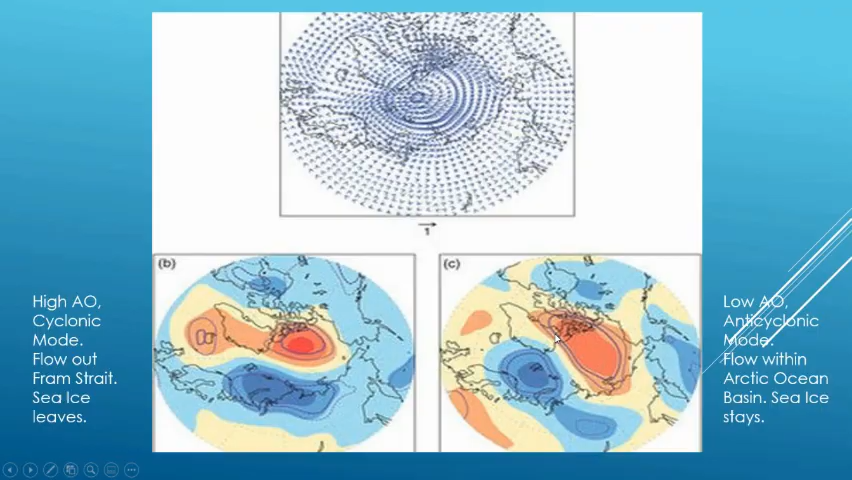 1
(b)
(c)
High AO,
Cyclonic
Mode.
Flow out
Fram Strait.
Sea Ice
leaves.
Low AO,
Anticyclonic
Mode.
Flow within
Arctic Ocean
Basin. Sea Ice
stays.